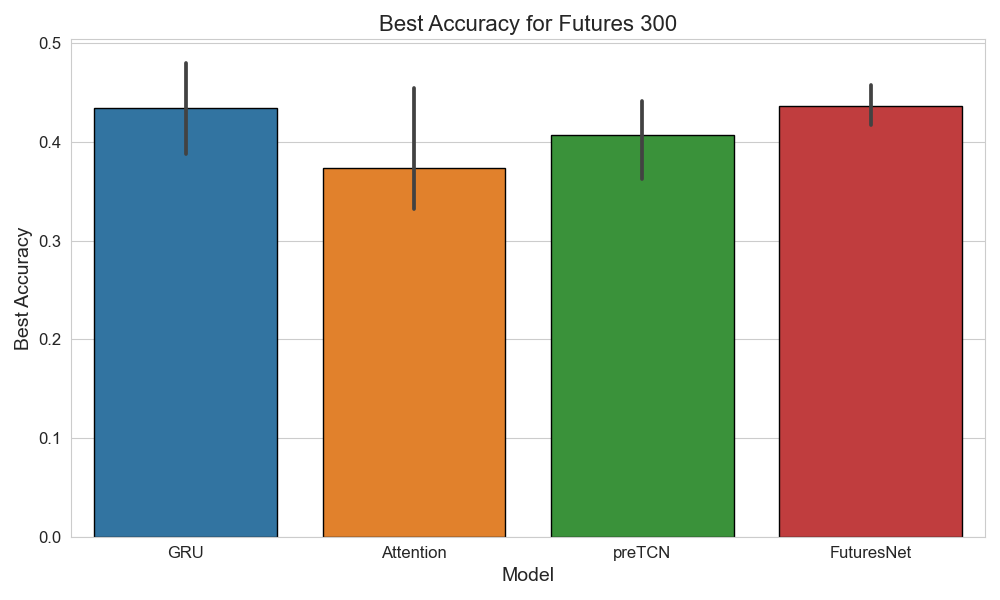 Best Accuracy for Futures 300
Best Accuracy
0.5
0.4
0.3
0.2
0.1
0.0
GRU
Attention
preTCN
FuturesNet
Model